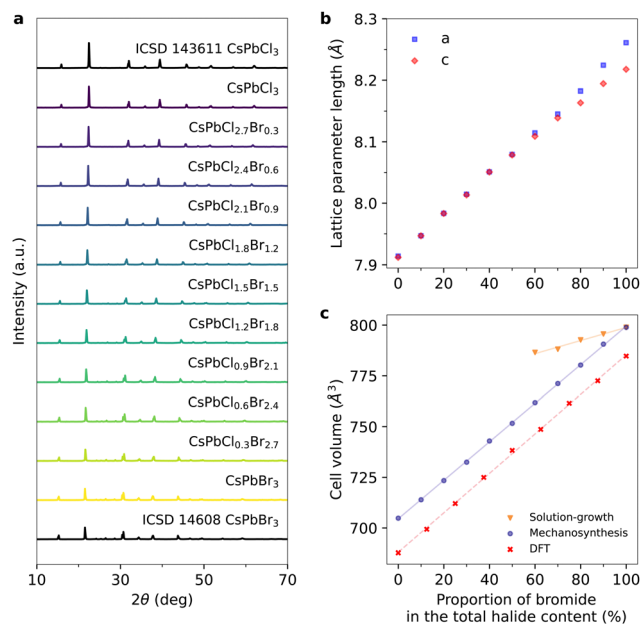 a
ICSD 143611 CsPbCl₃
CsPbCl₃
CsPbCl₂.₇Br₀.₃
CsPbCl₂.₄Br₀.₆
CsPbCl₂.₁Br₀.₉
CsPbCl₁.₈Br₁.₂
CsPbCl₁.₅Br₁.₅
CsPbCl₁.₂Br₁.₈
CsPbCl₀.₉Br₂.₁
CsPbCl₀.₆Br₂.₄
CsPbCl₀.₃Br₂.₇
CsPbBr₃
ICSD 14608 CsPbBr₃
Intensity (a.u.)
10 30 50 70
2θ (deg)
b
Lattice parameter length (Å)
8.3
8.2
8.1
8.0
7.9
a
c
0 20 40 60 80 100
c
Cell volume (Å³)
800
775
750
725
700
Solution-growth
Mechanosynthesis
DFT
0 20 40 60 80 100
Proportion of bromide
in the total halide content (%)